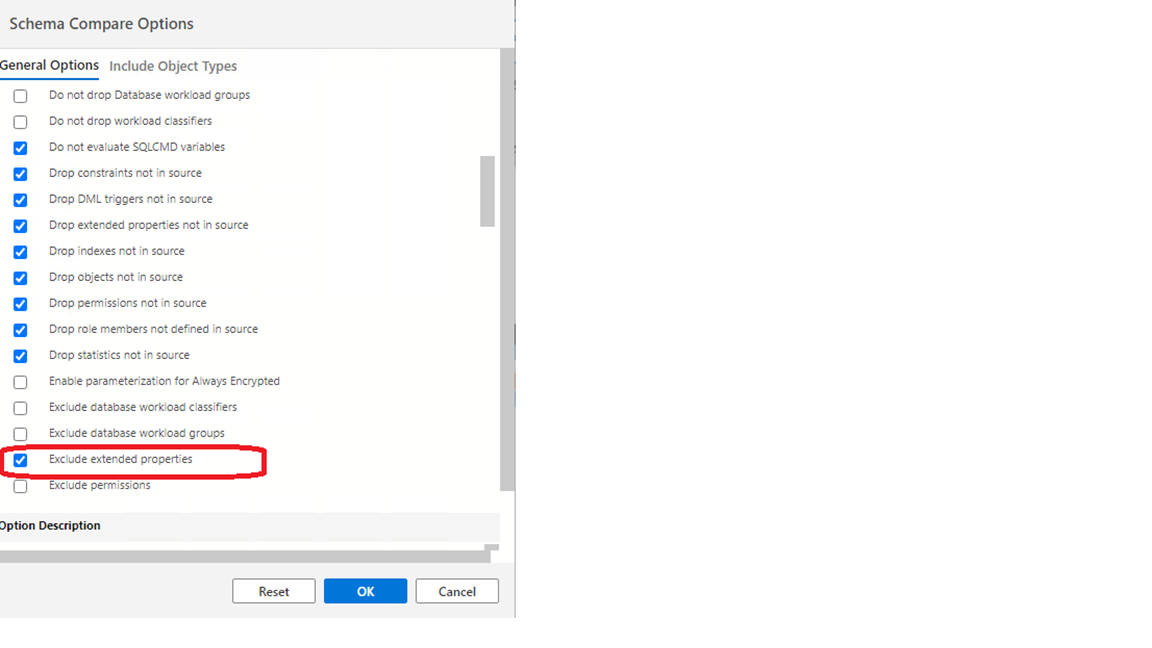 Schema Compare Options
General Options Include Object Types
Do not drop Database workload groups
Do not drop workload classifiers
Do not evaluate SQLCMD variables
Drop constraints not in source
Drop DML triggers not in source
Drop extended properties not in source
Drop indexes not in source
Drop objects not in source
Drop permissions not in source
Drop role members not defined in source
Drop statistics not in source
Enable parameterization for Always Encrypted
Exclude database workload classifiers
Exclude database workload groups
Exclude extended properties
Exclude permissions
Option Description
Reset OK Cancel